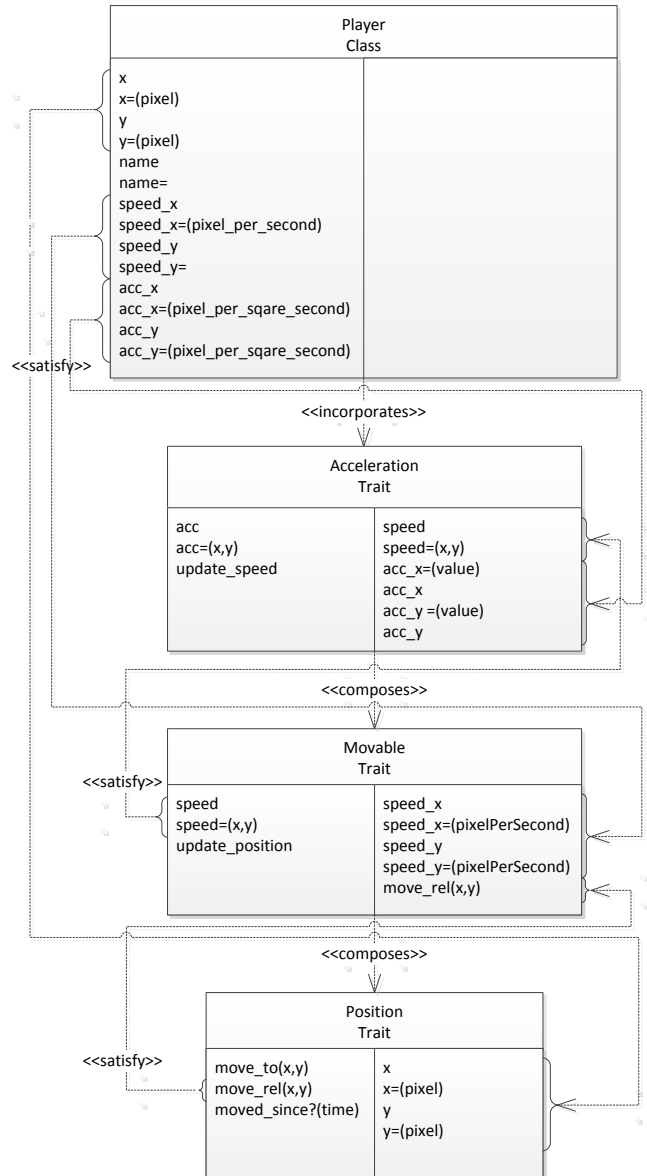 Player
Class
x
x=(pixel)
y
y=(pixel)
name
name=
speed_x
speed_x=(pixel_per_second)
speed_y
speed_y=
acc_x
acc_x=(pixel_per_sqare_second)
acc_y
acc_y=(pixel_per_sqare_second)
<<satisfy>>
<<incorporates>>
Acceleration
Trait
acc
acc=(x,y)
update_speed
speed
speed=(x,y)
acc_x=(value)
acc_x
acc_y =(value)
acc_y
<<composes>>
Movable
Trait
<<satisfy>>
speed
speed=(x,y)
update_position
speed_x
speed_x=(pixelPerSecond)
speed_y
speed_y=(pixelPerSecond)
move_rel(x,y)
<<composes>>
Position
Trait
<<satisfy>>
move_to(x,y)
move_rel(x,y)
moved_since?(time)
x
x=(pixel)
y
y=(pixel)